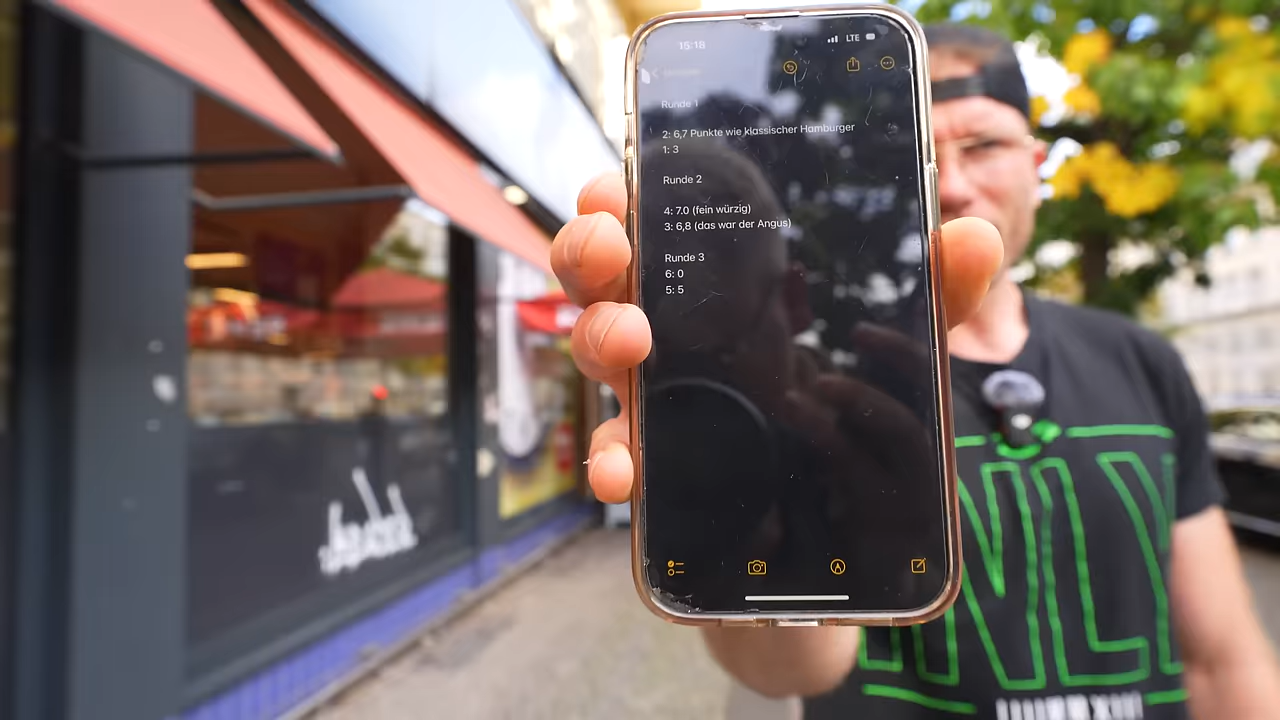 15:18
LTE
Runde 1
2: 6,7 Punkte wie klassischer Hamburger
1: 3
Runde 2
4: 7.0 (fein würzig)
3: 6,8 (das war der Angus)
Runde 3
6: 0
5: 5
NLY